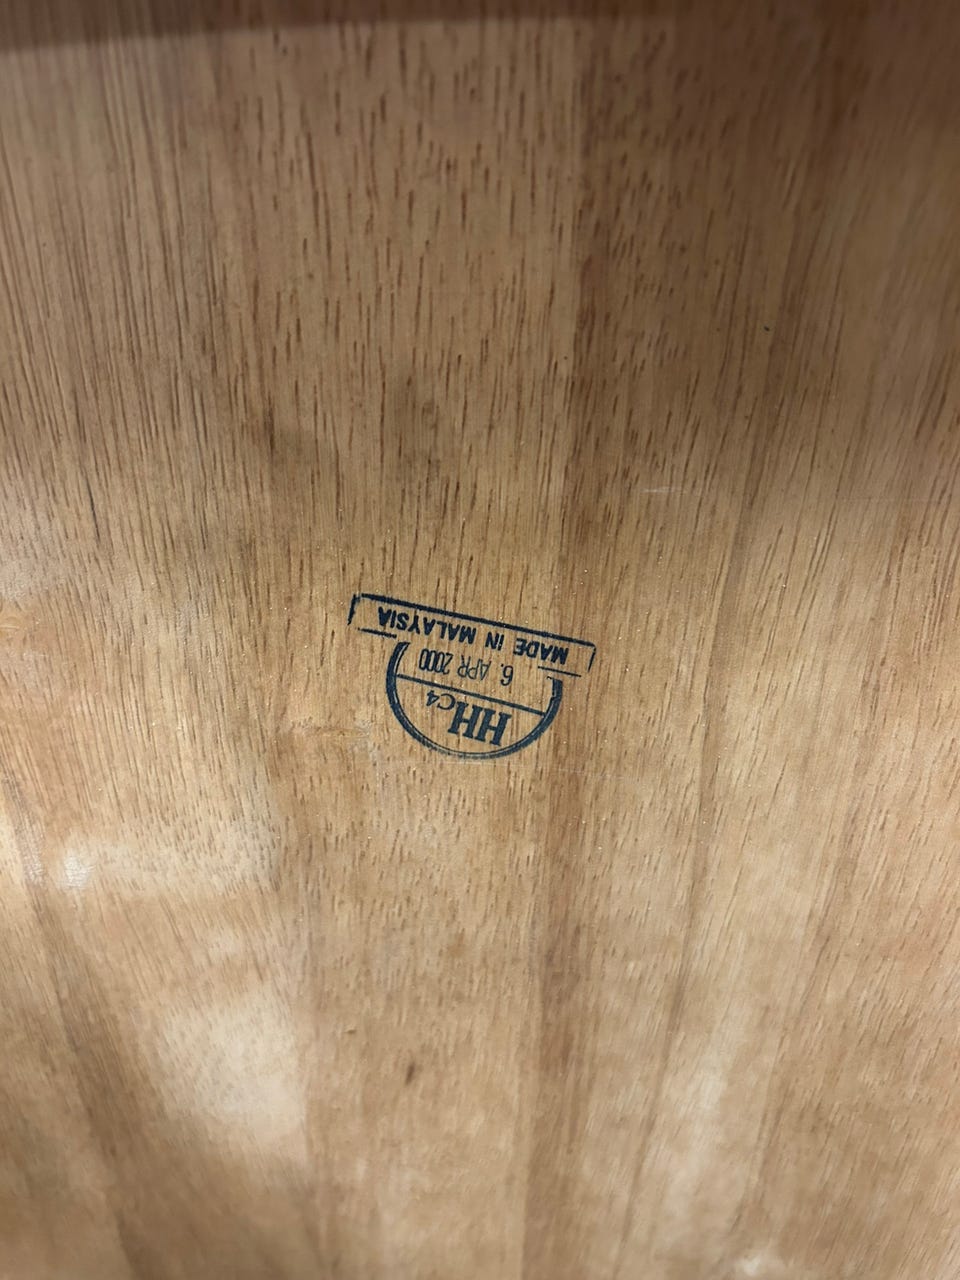 HH C4
6. APR 2000
MADE IN MALAYSIA